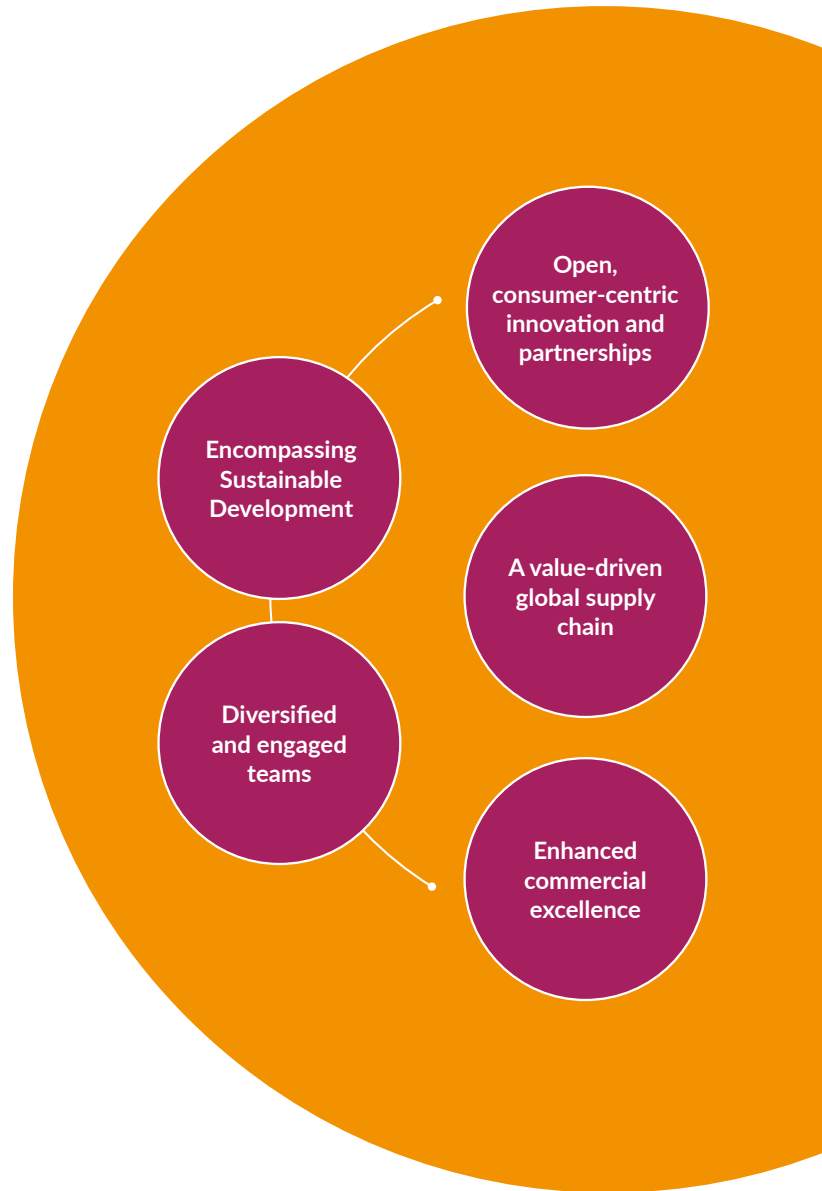 Open,
consumer-centric
innovation and
partnerships
Encompassing
Sustainable
Development
A value-driven
global supply
chain
Diversified
and engaged
teams
Enhanced
commercial
excellence